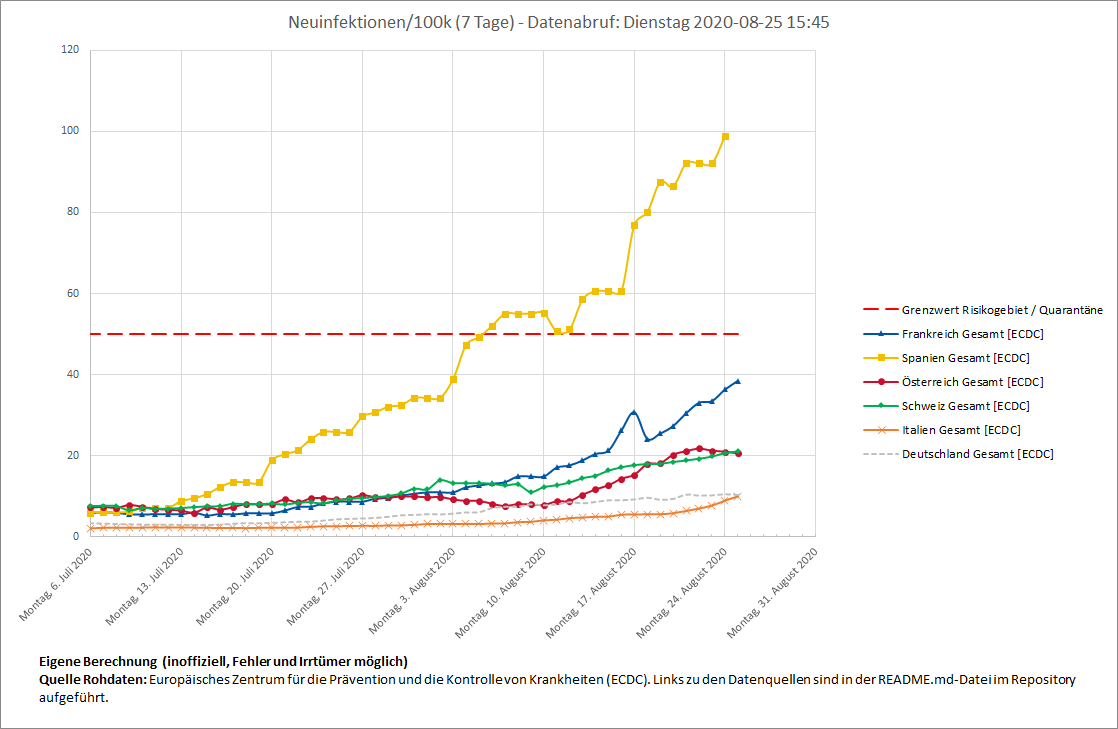 Neuinfektionen/100k (7 Tage) - Datenabruf: Dienstag 2020-08-25 15:45
120
100
80
60
40
20
0
Montag, 6. Juli 2020
Montag, 13. Juli 2020
Montag, 20. Juli 2020
Montag, 27. Juli 2020
Montag, 3. August 2020
Montag, 10. August 2020
Montag, 17. August 2020
Montag, 24. August 2020
Montag, 31. August 2020
Grenzwert Risikogebiet / Quarantäne
Frankreich Gesamt [ECDC]
Spanien Gesamt [ECDC]
Österreich Gesamt [ECDC]
Schweiz Gesamt [ECDC]
Italien Gesamt [ECDC]
Deutschland Gesamt [ECDC]
Eigene Berechnung (inoffiziell, Fehler und Irrtümer möglich)
Quelle Rohdaten: Europäisches Zentrum für die Prävention und die Kontrolle von Krankheiten (ECDC). Links zu den Datenquellen sind in der README.md-Datei im Repository
aufgeführt.